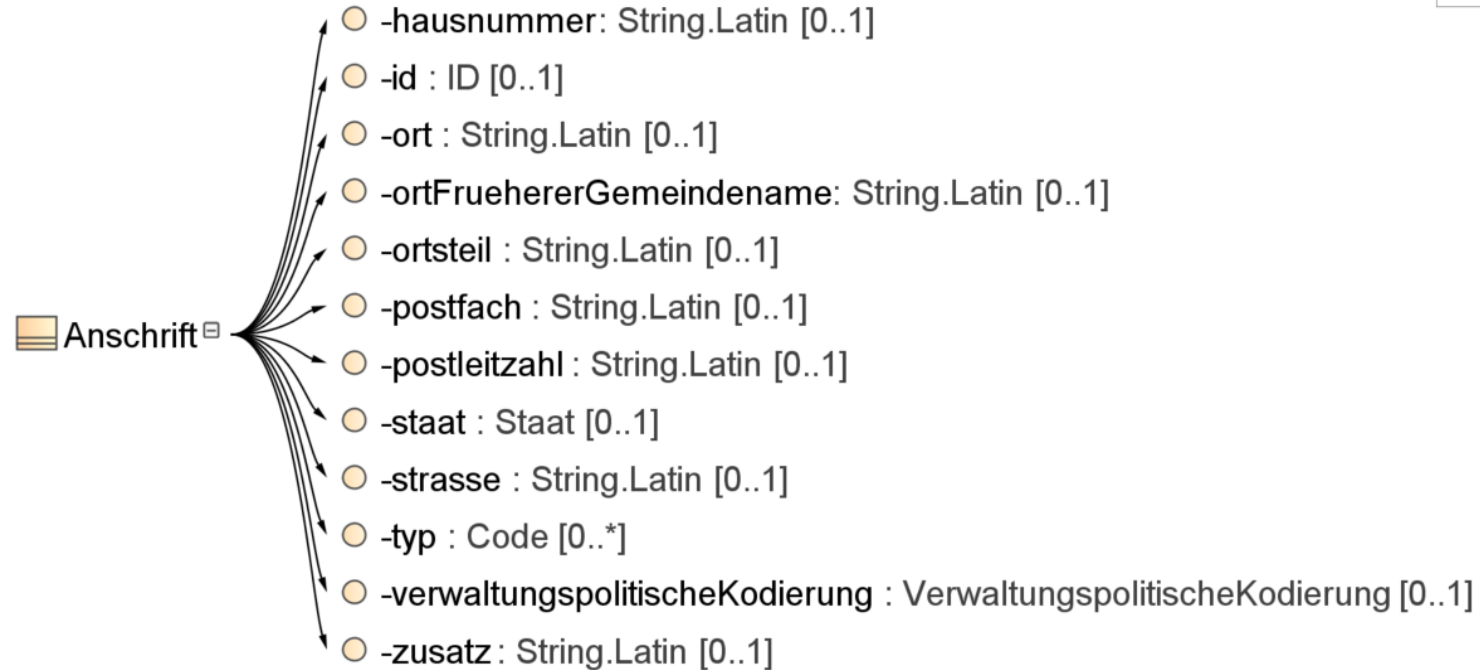 -hausnummer: String.Latin [0..1]
-id : ID [0..1]
-ort : String.Latin [0..1]
-ortFruehererGemeindename: String.Latin [0..1]
-ortsteil : String.Latin [0..1]
-postfach : String.Latin [0..1]
Anschrift
-postleitzahl : String.Latin [0..1]
-staat : Staat [0..1]
-strasse : String.Latin [0..1]
-typ : Code [0..*]
-verwaltungspolitischeKodierung : VerwaltungspolitischeKodierung [0..1]
-zusatz : String.Latin [0..1]